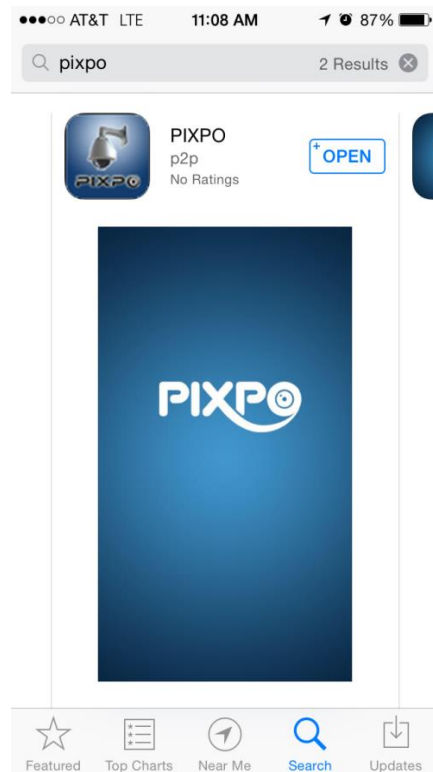 AT&T LTE 11:08 AM 87%
pixpo 2 Results
PIXPO
PIXPO
p2p
No Ratings
+OPEN
PIXPO
Featured Top Charts Near Me Search Updates